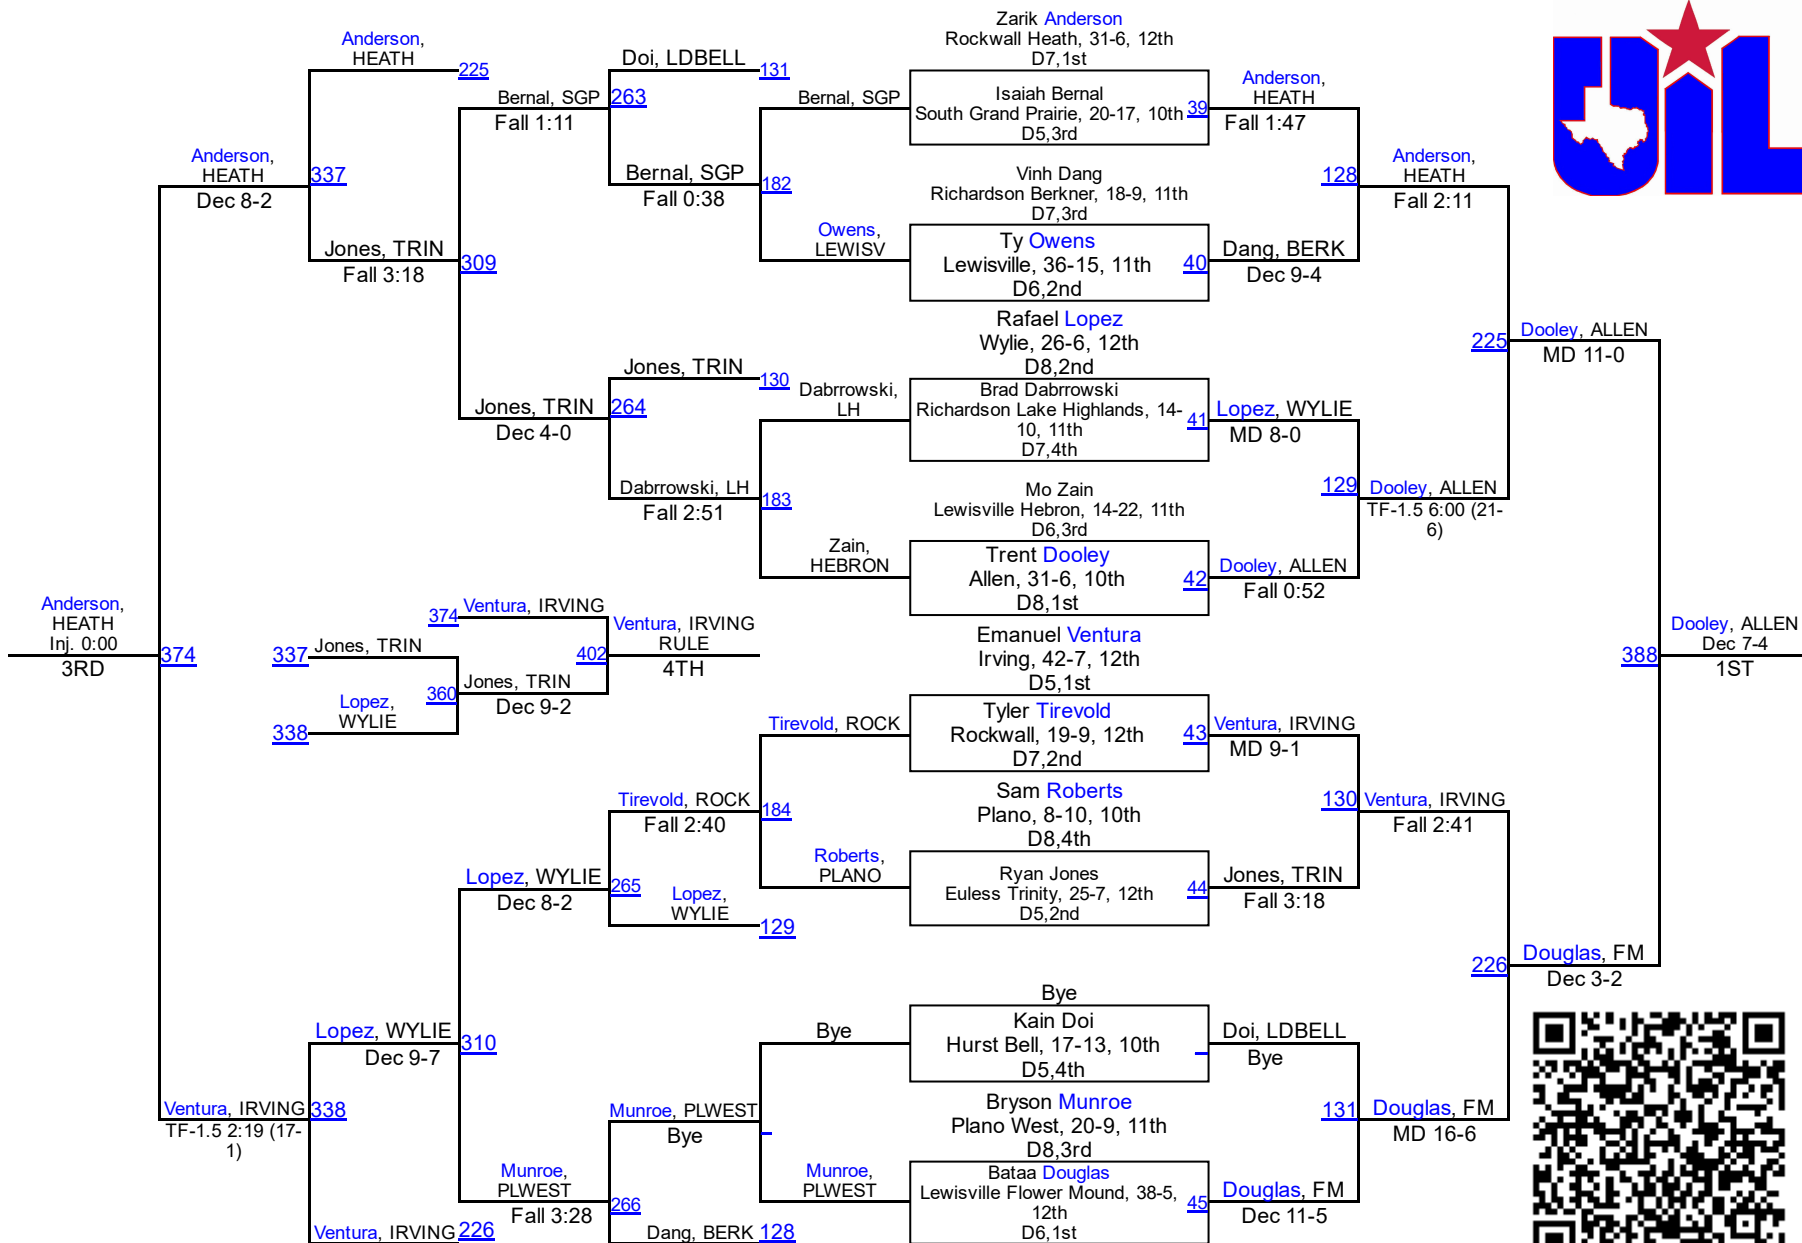 Zarik Anderson
Rockwall Heath, 31-6, 12th
D7,1st
Isaiah Bernal
South Grand Prairie, 20-17, 10th
D5,3rd
39
Vinh Dang
Richardson Berkner, 18-9, 11th
D7,3rd
Ty Owens
Lewisville, 36-15, 11th
D6,2nd
40
Rafael Lopez
Wylie, 26-6, 12th
D8,2nd
Brad Dabrrowski
Richardson Lake Highlands, 14-
10, 11th
D7,4th
41
Mo Zain
Lewisville Hebron, 14-22, 11th
D6,3rd
Trent Dooley
Allen, 31-6, 10th
D8,1st
42
Emanuel Ventura
Irving, 42-7, 12th
D5,1st
Tyler Tirevold
Rockwall, 19-9, 12th
D7,2nd
43
Sam Roberts
Plano, 8-10, 10th
D8,4th
Ryan Jones
Euless Trinity, 25-7, 12th
D5,2nd
44
Bye
Kain Doi
Hurst Bell, 17-13, 10th
D5,4th
Bryson Munroe
Plano West, 20-9, 11th
D8,3rd
Bataa Douglas
Lewisville Flower Mound, 38-5,
12th
D6,1st
45
Anderson,
HEATH
Fall 1:47
Dang, BERK
Dec 9-4
Lopez, WYLIE
MD 8-0
Dooley, ALLEN
Fall 0:52
Ventura, IRVING
MD 9-1
Jones, TRIN
Fall 3:18
Doi, LDBELL
Bye
Douglas, FM
Dec 11-5
128
Anderson,
HEATH
Fall 2:11
129
Dooley, ALLEN
TF-1.5 6:00 (21-
6)
130
Ventura, IRVING
Fall 2:41
131
Douglas, FM
MD 16-6
225
Dooley, ALLEN
MD 11-0
226
Douglas, FM
Dec 3-2
388
Dooley, ALLEN
Dec 7-4
1ST
UIL
Bernal, SGP
Owens,
LEWISV
Dabrrowski,
LH
Zain,
HEBRON
Tirevold, ROCK
Roberts,
PLANO
Bye
Munroe,
PLWEST
Doi, LDBELL
131
Bernal, SGP
Fall 0:38
182
Jones, TRIN
130
Dabrrowski, LH
Fall 2:51
183
Tirevold, ROCK
Fall 2:40
184
Lopez,
WYLIE
129
Munroe, PLWEST
Bye
Dang, BERK
128
Bernal, SGP
Fall 1:11
263
Jones, TRIN
Dec 4-0
264
Lopez, WYLIE
Dec 8-2
265
Munroe,
PLWEST
Fall 3:28
266
Anderson,
HEATH
225
Jones, TRIN
Fall 3:18
309
Lopez, WYLIE
Dec 9-7
310
Ventura, IRVING
226
Anderson,
HEATH
Dec 8-2
337
Ventura, IRVING
TF-1.5 2:19 (17-
1)
338
Anderson,
HEATH
Inj. 0:00
3RD
374
337
Jones, TRIN
338
Lopez,
WYLIE
360
Jones, TRIN
Dec 9-2
374
Ventura, IRVING
402
Ventura, IRVING
RULE
4TH